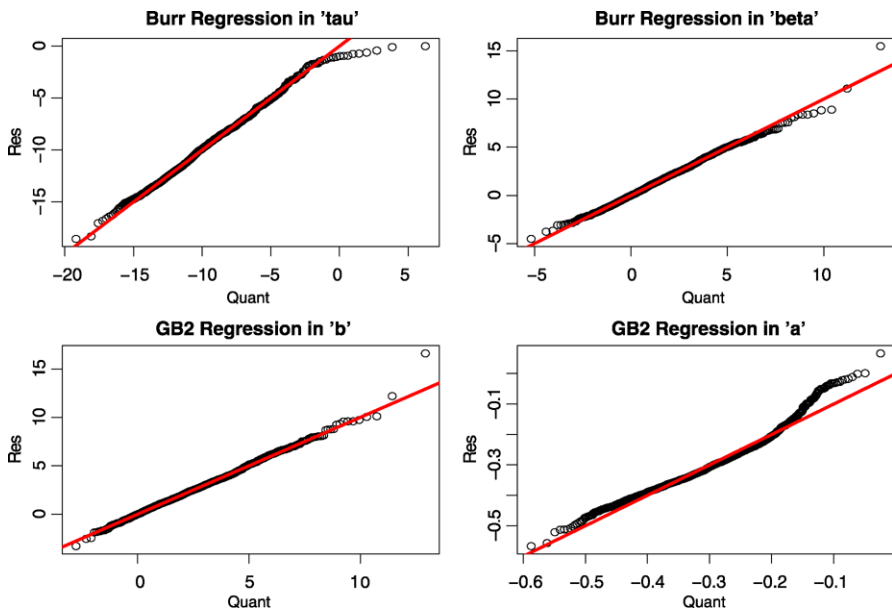 Burr Regression in 'tau'
Res
0
−5
−10
−15
−20 −15 −10 −5 0 5
Quant
Burr Regression in 'beta'
Res
15
10
5
0
−5
−5 0 5 10
Quant
GB2 Regression in 'b'
Res
15
10
5
0
0 5 10
Quant
GB2 Regression in 'a'
Res
−0.1
−0.3
−0.5
−0.6 −0.5 −0.4 −0.3 −0.2 −0.1
Quant